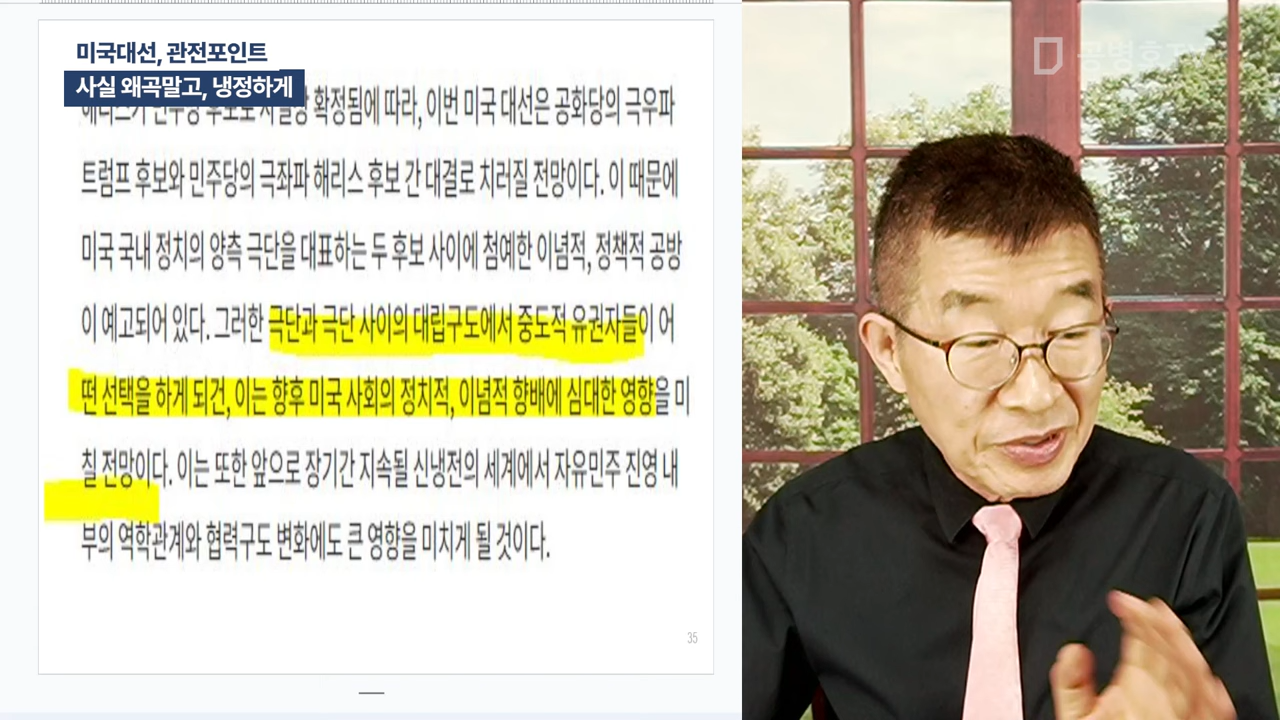 미국대선, 관전포인트
사실 왜곡말고, 냉정하게
확정됨에 따라, 이번 미국 대선은 공화당의 극우파
트럼프 후보와 민주당의 극좌파 해리스 후보 간 대결로 치러질 전망이다. 이 때문에
미국 국내 정치의 양측 극단을 대표하는 두 후보 사이에 첨예한 이념적, 정책적 공방
이 예고되어 있다. 그러한 극단과 극단 사이의 대립구도에서 중도적 유권자들이 어
떤 선택을 하게 되건, 이는 향후 미국 사회의 정치적, 이념적 향배에 심대한 영향을 미
칠 전망이다. 이는 또한 앞으로 장기간 지속될 신냉전의 세계에서 자유민주 진영 내
부의 역학관계와 협력구도 변화에도 큰 영향을 미치게 될 것이다.
35
공병호TV